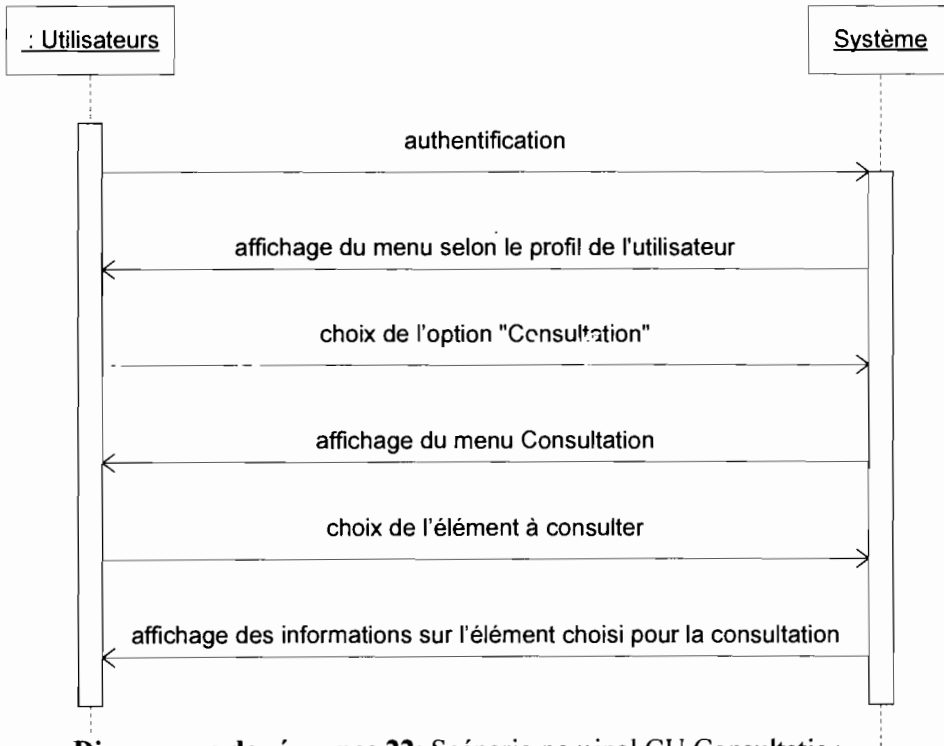 : Utilisateurs
Système
authentification
affichage du menu selon le profil de l'utilisateur
choix de l'option "Consultation"
affichage du menu Consultation
choix de l'élément à consulter
affichage des informations sur l'élément choisi pour la consultation
22: Scénario nominal CU Consultation